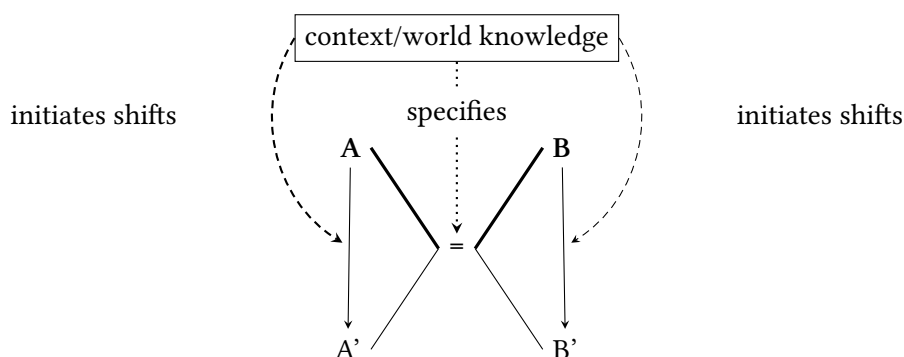 context/world knowledge
initiates shifts
specifies
initiates shifts
A
B
=
A'
B'